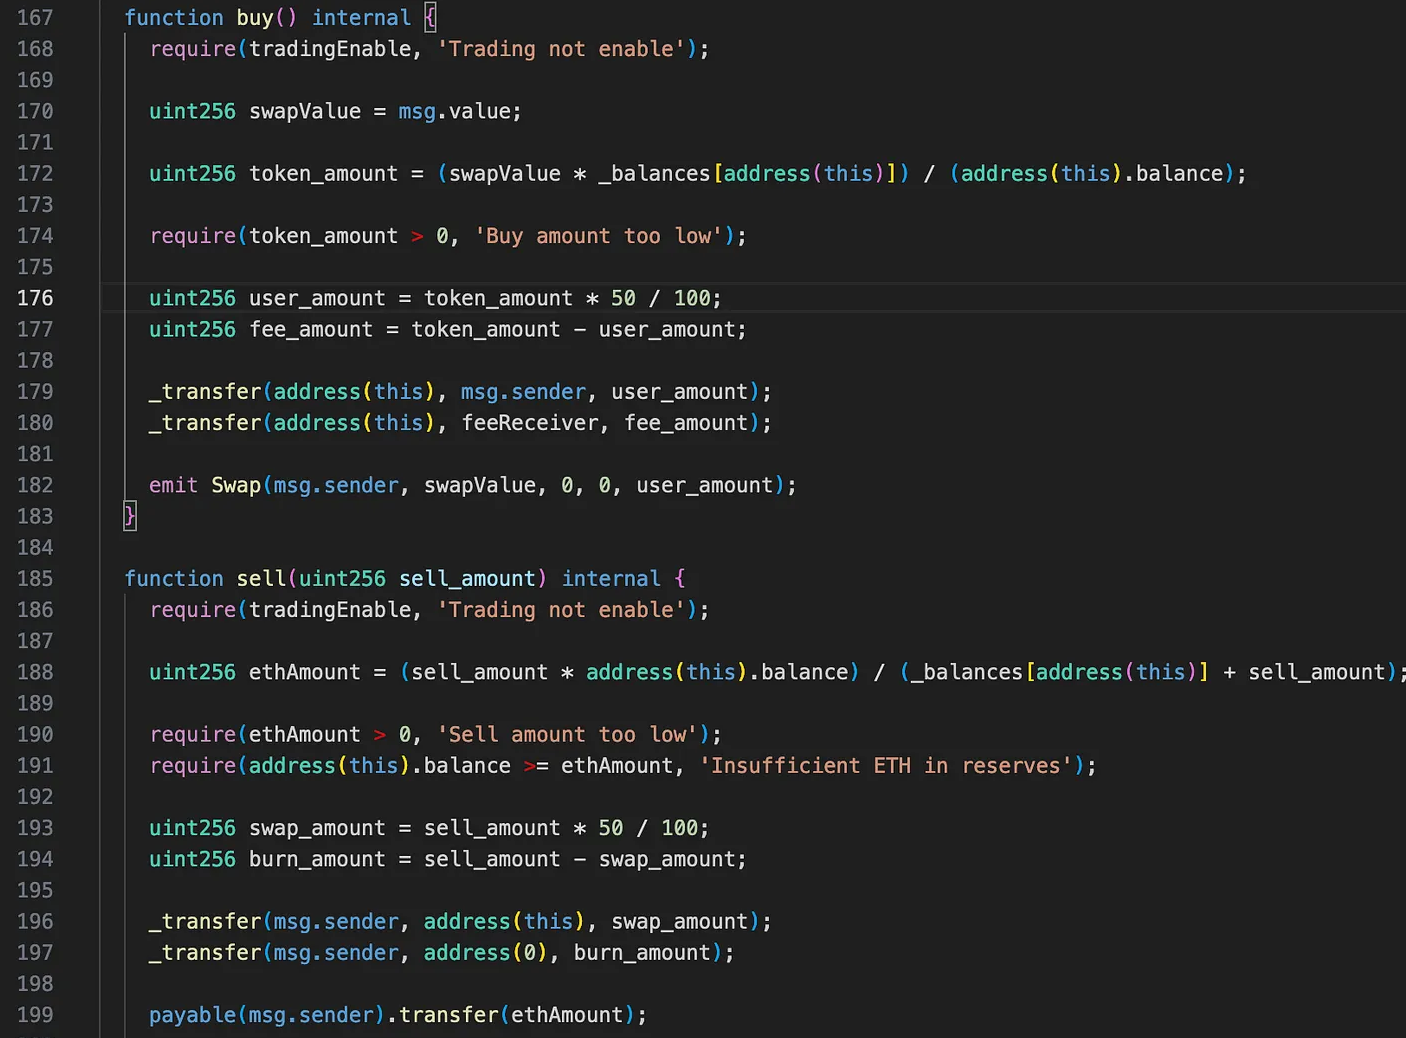 167 function buy() internal {
168 require(tradingEnable, 'Trading not enable');
169
170 uint256 swapValue = msg.value;
171
172 uint256 token_amount = (swapValue * _balances[address(this)]) / (address(this).balance);
173
174 require(token_amount > 0, 'Buy amount too low');
175
176 uint256 user_amount = token_amount * 50 / 100;
177 uint256 fee_amount = token_amount - user_amount;
178
179 _transfer(address(this), msg.sender, user_amount);
180 _transfer(address(this), feeReceiver, fee_amount);
181
182 emit Swap(msg.sender, swapValue, 0, 0, user_amount);
183 }
184
185 function sell(uint256 sell_amount) internal {
186 require(tradingEnable, 'Trading not enable');
187
188 uint256 ethAmount = (sell_amount * address(this).balance) / (_balances[address(this)] + sell_amount);
189
190 require(ethAmount > 0, 'Sell amount too low');
191 require(address(this).balance >= ethAmount, 'Insufficient ETH in reserves');
192
193 uint256 swap_amount = sell_amount * 50 / 100;
194 uint256 burn_amount = sell_amount - swap_amount;
195
196 _transfer(msg.sender, address(this), swap_amount);
197 _transfer(msg.sender, address(0), burn_amount);
198
199 payable(msg.sender).transfer(ethAmount);